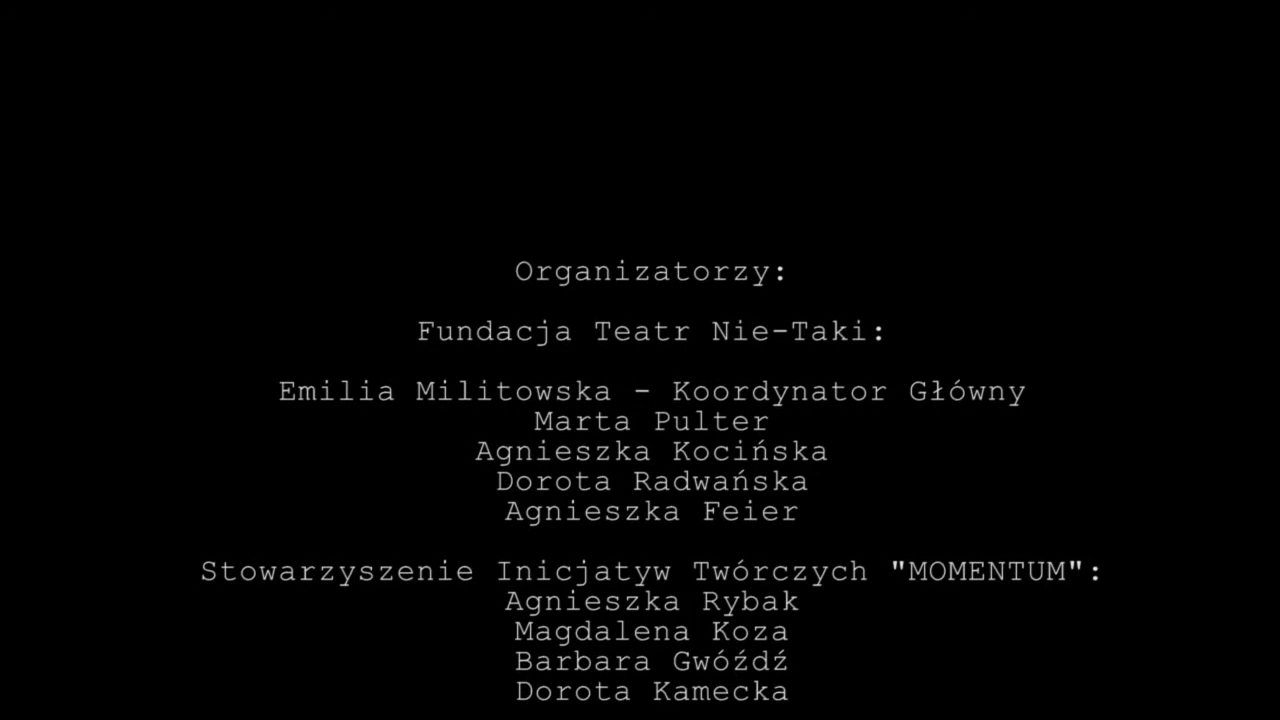 Organizatorzy:
Fundacja Teatr Nie-Taki:
Emilia Militowska - Koordynator Główny
Marta Pulter
Agnieszka Kocińska
Dorota Radwańska
Agnieszka Feier
Stowarzyszenie Inicjatyw Twórczych "MOMENTUM":
Agnieszka Rybak
Magdalena Koza
Barbara Gwóźdź
Dorota Kamecka